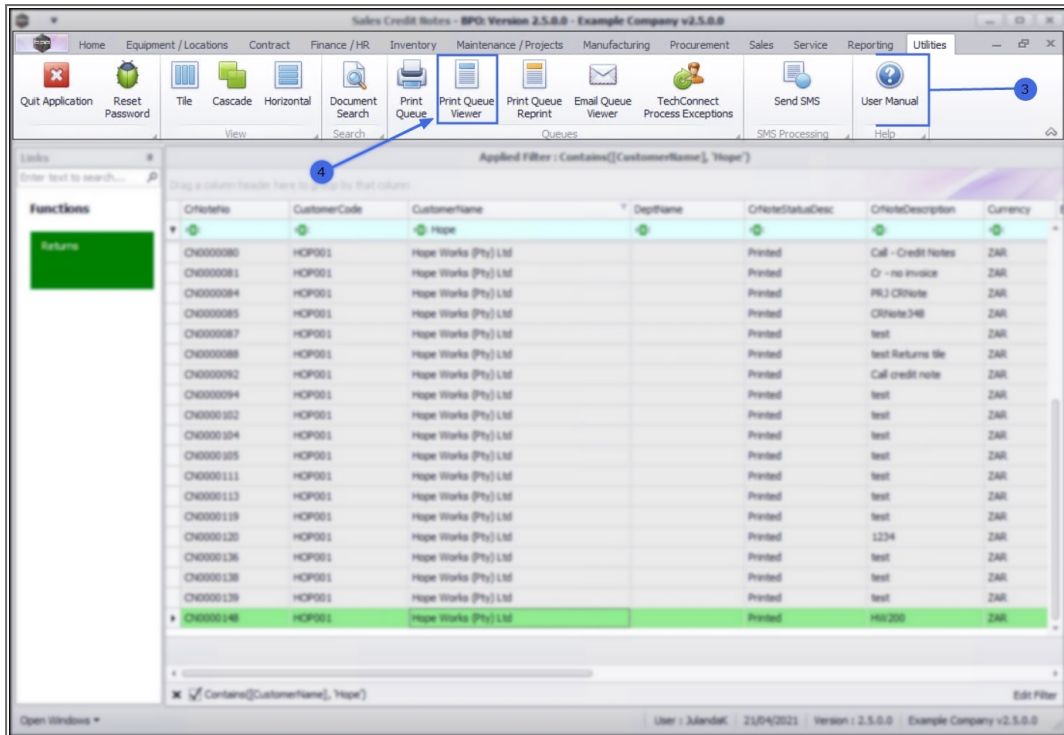 Sales Credit Notes - BPO: Version 2.5.0.0 - Example Company v2.5.0.0
Home Equipment / Locations Contract Finance / HR Inventory Maintenance / Projects Manufacturing Procurement Sales Service Reporting Utilities
Quit Application Reset Password Tile Cascade Horizontal Document Search Print Queue Print Queue Viewer Print Queue Reprint Email Queue Viewer TechConnect Process Exceptions Send SMS User Manual 3
View Search Queues SMS Processing Help
4
Links Applied Filter : Contains([CustomerName], 'Hope')
Enter text to search... Drag a column header here to group by that column
Functions CrNoteNo CustomerCode CustomerName DeptName CrNoteStatusDesc CrNoteDescription Currency
Hope
Returns
CN0000080 HOP001 Hope Works (Pty) Ltd Printed Call - Credit Notes ZAR
CN0000081 HOP001 Hope Works (Pty) Ltd Printed Cr - no invoice ZAR
CN0000084 HOP001 Hope Works (Pty) Ltd Printed PRJ CRNote ZAR
CN0000085 HOP001 Hope Works (Pty) Ltd Printed CRNote348 ZAR
CN0000087 HOP001 Hope Works (Pty) Ltd Printed test ZAR
CN0000088 HOP001 Hope Works (Pty) Ltd Printed test Returns tile ZAR
CN0000092 HOP001 Hope Works (Pty) Ltd Printed Call credit note ZAR
CN0000094 HOP001 Hope Works (Pty) Ltd Printed test ZAR
CN0000102 HOP001 Hope Works (Pty) Ltd Printed test ZAR
CN0000104 HOP001 Hope Works (Pty) Ltd Printed test ZAR
CN0000105 HOP001 Hope Works (Pty) Ltd Printed test ZAR
CN0000111 HOP001 Hope Works (Pty) Ltd Printed test ZAR
CN0000113 HOP001 Hope Works (Pty) Ltd Printed test ZAR
CN0000119 HOP001 Hope Works (Pty) Ltd Printed test ZAR
CN0000120 HOP001 Hope Works (Pty) Ltd Printed 1234 ZAR
CN0000136 HOP001 Hope Works (Pty) Ltd Printed test ZAR
CN0000138 HOP001 Hope Works (Pty) Ltd Printed test ZAR
CN0000139 HOP001 Hope Works (Pty) Ltd Printed test ZAR
CN0000148 HOP001 Hope Works (Pty) Ltd Printed HW200 ZAR
Contains([CustomerName], 'Hope') Edit Filter
Open Windows User : JulandaK 21/04/2021 Version : 2.5.0.0 Example Company v2.5.0.0